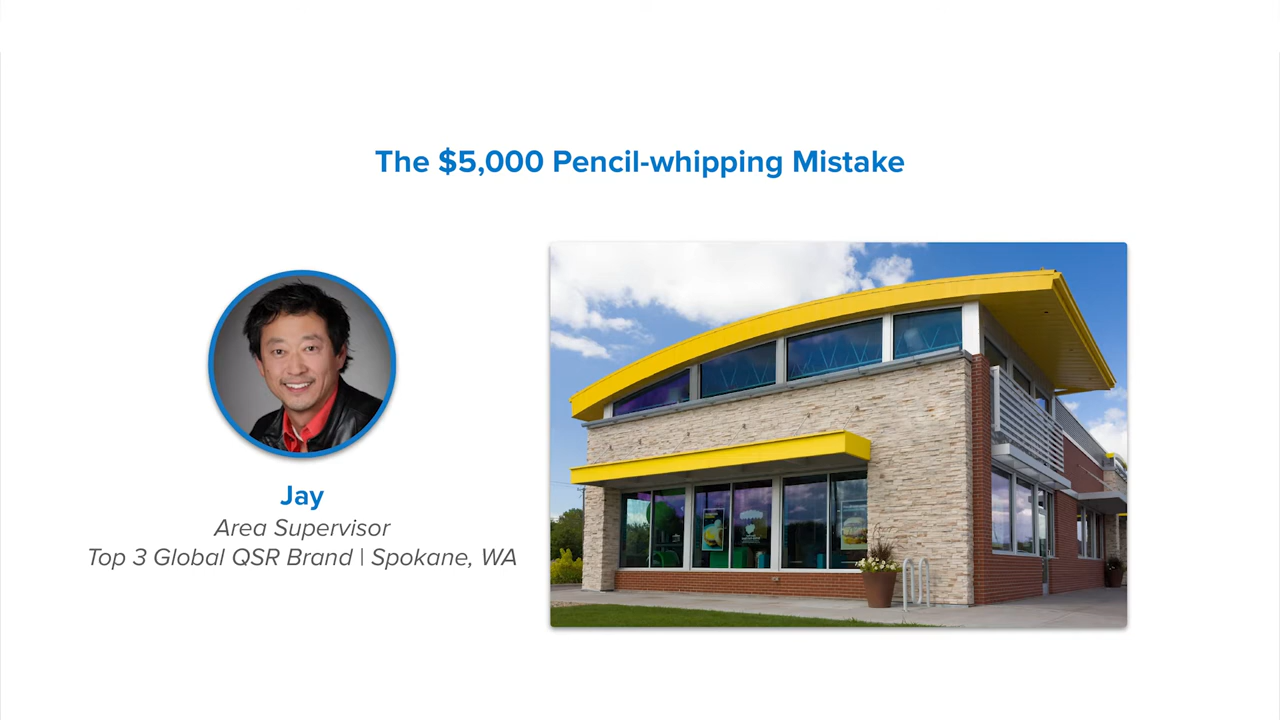 The $5,000 Pencil-whipping Mistake
Jay
Area Supervisor
Top 3 Global QSR Brand | Spokane, WA